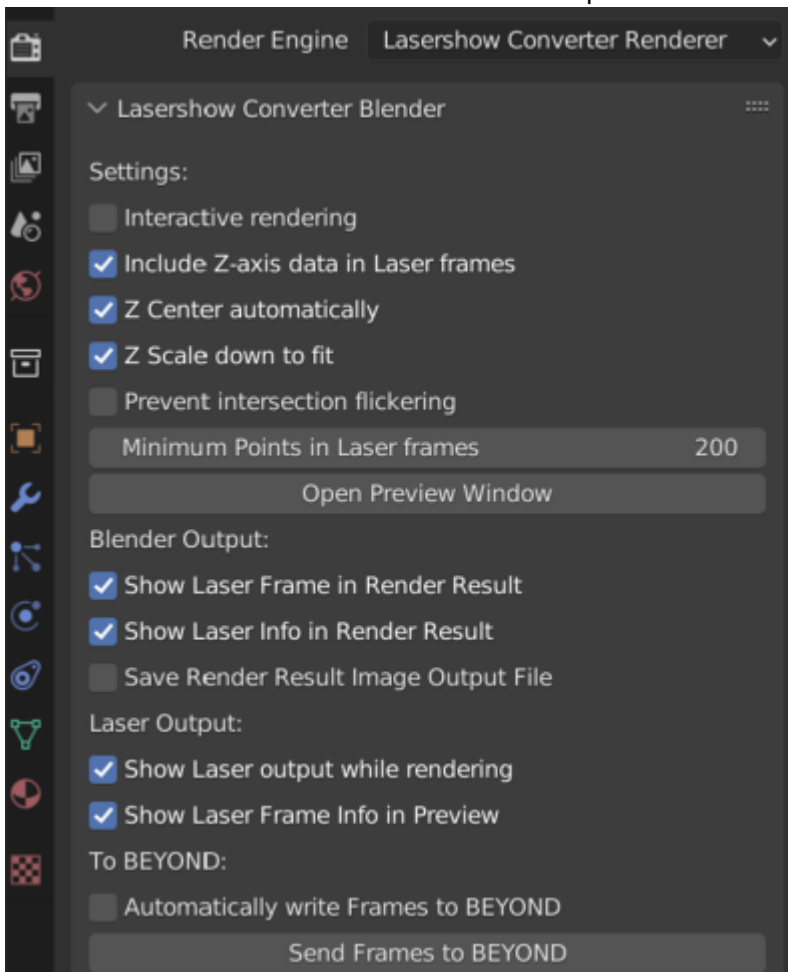 Render Engine Lasershow Converter Renderer
Lasershow Converter Blender
Settings:
Interactive rendering
Include Z-axis data in Laser frames
Z Center automatically
Z Scale down to fit
Prevent intersection flickering
Minimum Points in Laser frames 200
Open Preview Window
Blender Output:
Show Laser Frame in Render Result
Show Laser Info in Render Result
Save Render Result Image Output File
Laser Output:
Show Laser output while rendering
Show Laser Frame Info in Preview
To BEYOND:
Automatically write Frames to BEYOND
Send Frames to BEYOND